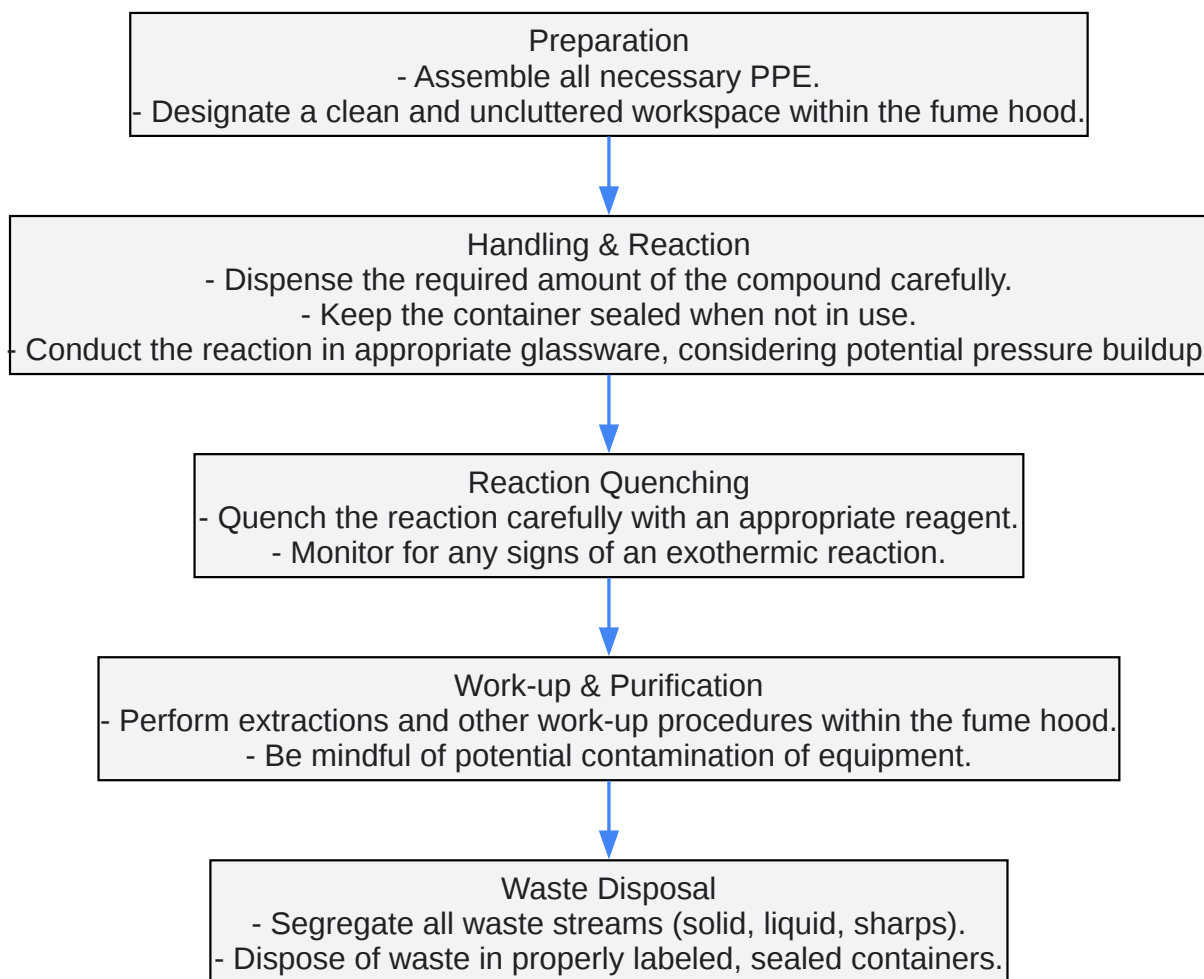 Preparation
- Assemble all necessary PPE.
- Designate a clean and uncluttered workspace within the fume hood.
Handling & Reaction
- Dispense the required amount of the compound carefully.
- Keep the container sealed when not in use.
- Conduct the reaction in appropriate glassware, considering potential pressure buildup
Reaction Quenching
- Quench the reaction carefully with an appropriate reagent.
- Monitor for any signs of an exothermic reaction.
Work-up & Purification
- Perform extractions and other work-up procedures within the fume hood.
- Be mindful of potential contamination of equipment.
Waste Disposal
- Segregate all waste streams (solid, liquid, sharps).
- Dispose of waste in properly labeled, sealed containers.